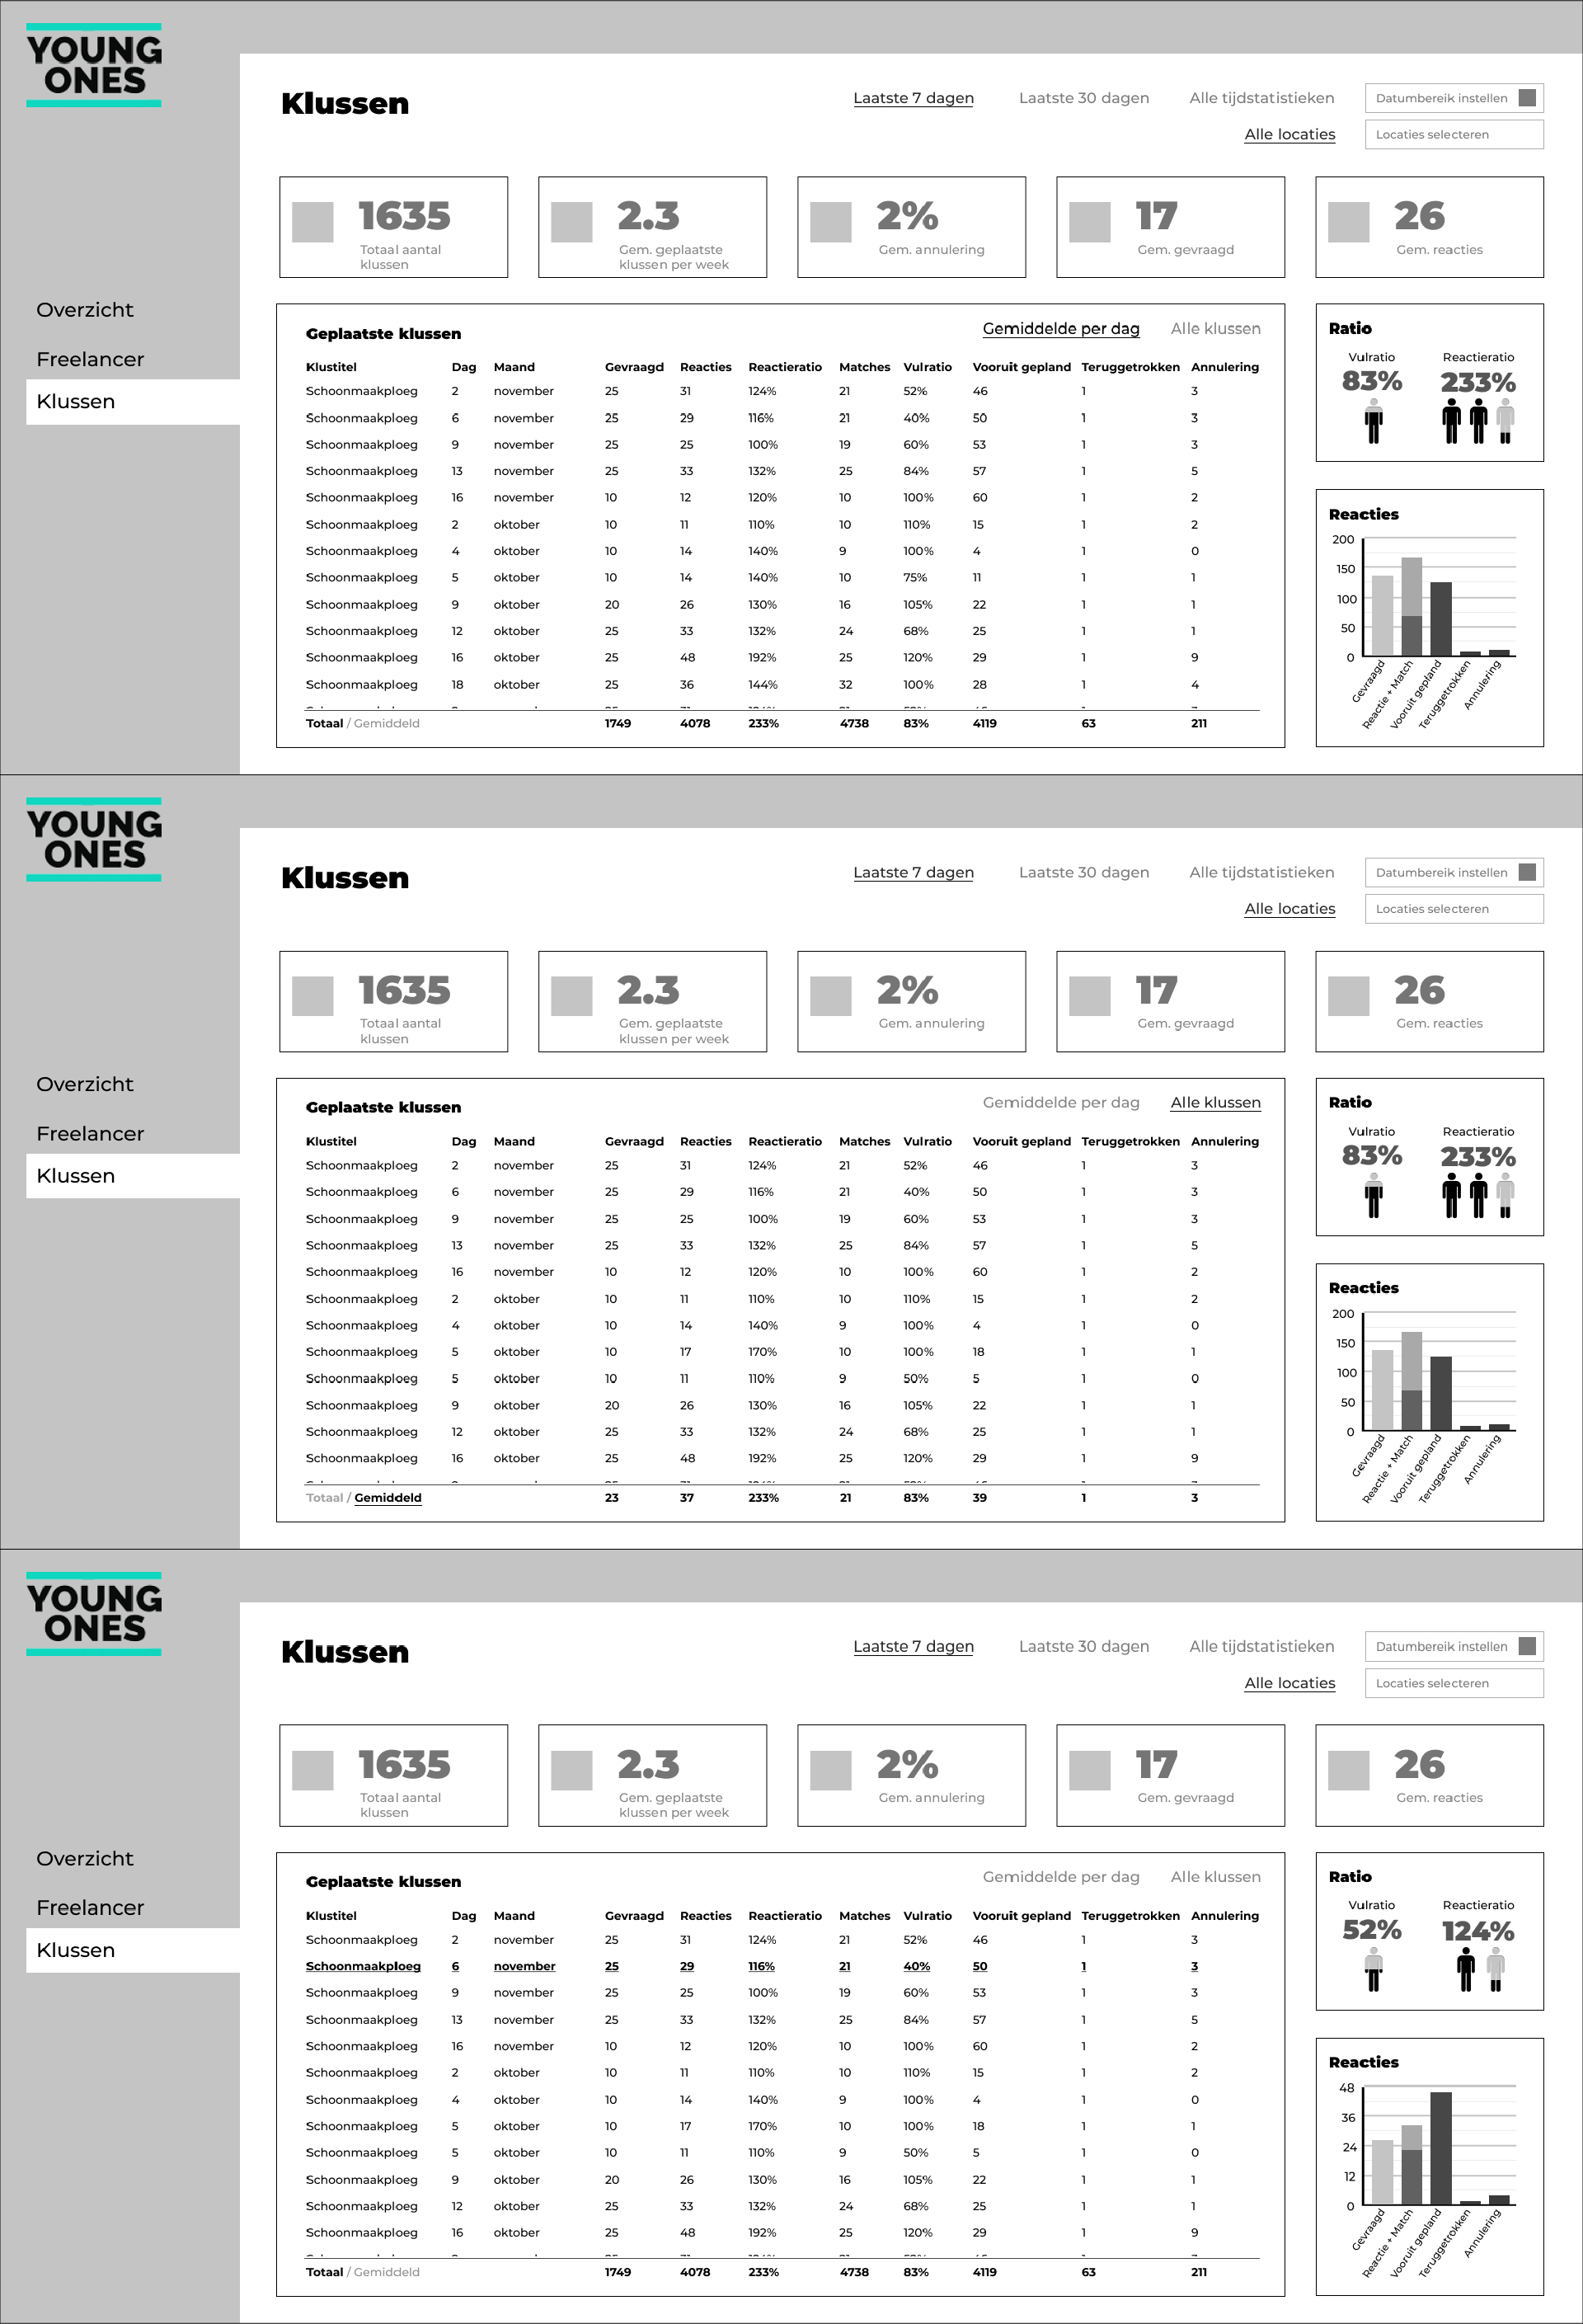 YOUNG
ONES
Klussen
Laatste 7 dagen Laatste 30 dagen Alle tijdstatistieken Datumbereik instellen
Alle locaties Locaties selecteren
1635 2.3 2% 17 26
Totaal aantal Gem. geplaatste Gem. annulering Gem. gevraagd Gem. reacties
klussen klussen per week
Overzicht
Freelancer
Klussen
Geplaatste klussen Gemiddelde per dag Alle klussen
Klustitel Dag Maand Gevraagd Reacties Reactieratio Matches Vulratio Vooruit gepland Teruggetrokken Annulering
Schoonmaakploeg 2 november 25 31 124% 21 52% 46 1 3
Schoonmaakploeg 6 november 25 29 116% 21 40% 50 1 3
Schoonmaakploeg 9 november 25 25 100% 19 60% 53 1 3
Schoonmaakploeg 13 november 25 33 132% 25 84% 57 1 5
Schoonmaakploeg 16 november 10 12 120% 10 100% 60 1 2
Schoonmaakploeg 2 oktober 10 11 110% 10 110% 15 1 2
Schoonmaakploeg 4 oktober 10 14 140% 9 100% 4 1 0
Schoonmaakploeg 5 oktober 10 14 140% 10 75% 11 1 1
Schoonmaakploeg 9 oktober 20 26 130% 16 105% 22 1 1
Schoonmaakploeg 12 oktober 25 33 132% 24 68% 25 1 1
Schoonmaakploeg 16 oktober 25 48 192% 25 120% 29 1 9
Schoonmaakploeg 18 oktober 25 36 144% 32 100% 28 1 4
Totaal / Gemiddeld 1749 4078 233% 4738 83% 4119 63 211
Ratio
Vulratio Reactieratio
83% 233%
Reacties
200
150
100
50
0
Gevraagd
Reactie + Match
Vooruit gepland
Teruggetrokken
Annulering
YOUNG
ONES
Klussen
Laatste 7 dagen Laatste 30 dagen Alle tijdstatistieken Datumbereik instellen
Alle locaties Locaties selecteren
1635 2.3 2% 17 26
Totaal aantal Gem. geplaatste Gem. annulering Gem. gevraagd Gem. reacties
klussen klussen per week
Overzicht
Freelancer
Klussen
Geplaatste klussen Gemiddelde per dag Alle klussen
Klustitel Dag Maand Gevraagd Reacties Reactieratio Matches Vulratio Vooruit gepland Teruggetrokken Annulering
Schoonmaakploeg 2 november 25 31 124% 21 52% 46 1 3
Schoonmaakploeg 6 november 25 29 116% 21 40% 50 1 3
Schoonmaakploeg 9 november 25 25 100% 19 60% 53 1 3
Schoonmaakploeg 13 november 25 33 132% 25 84% 57 1 5
Schoonmaakploeg 16 november 10 12 120% 10 100% 60 1 2
Schoonmaakploeg 2 oktober 10 11 110% 10 110% 15 1 2
Schoonmaakploeg 4 oktober 10 14 140% 9 100% 4 1 0
Schoonmaakploeg 5 oktober 10 17 170% 10 100% 18 1 1
Schoonmaakploeg 5 oktober 10 11 110% 9 50% 5 1 0
Schoonmaakploeg 9 oktober 20 26 130% 16 105% 22 1 1
Schoonmaakploeg 12 oktober 25 33 132% 24 68% 25 1 1
Schoonmaakploeg 16 oktober 25 48 192% 25 120% 29 1 9
Totaal / Gemiddeld 23 37 233% 21 83% 39 1 3
Ratio
Vulratio Reactieratio
83% 233%
Reacties
200
150
100
50
0
Gevraagd
Reactie + Match
Vooruit gepland
Teruggetrokken
Annulering
YOUNG
ONES
Klussen
Laatste 7 dagen Laatste 30 dagen Alle tijdstatistieken Datumbereik instellen
Alle locaties Locaties selecteren
1635 2.3 2% 17 26
Totaal aantal Gem. geplaatste Gem. annulering Gem. gevraagd Gem. reacties
klussen klussen per week
Overzicht
Freelancer
Klussen
Geplaatste klussen Gemiddelde per dag Alle klussen
Klustitel Dag Maand Gevraagd Reacties Reactieratio Matches Vulratio Vooruit gepland Teruggetrokken Annulering
Schoonmaakploeg 2 november 25 31 124% 21 52% 46 1 3
Schoonmaakploeg 6 november 25 29 116% 21 40% 50 1 3
Schoonmaakploeg 9 november 25 25 100% 19 60% 53 1 3
Schoonmaakploeg 13 november 25 33 132% 25 84% 57 1 5
Schoonmaakploeg 16 november 10 12 120% 10 100% 60 1 2
Schoonmaakploeg 2 oktober 10 11 110% 10 110% 15 1 2
Schoonmaakploeg 4 oktober 10 14 140% 9 100% 4 1 0
Schoonmaakploeg 5 oktober 10 17 170% 10 100% 18 1 1
Schoonmaakploeg 5 oktober 10 11 110% 9 50% 5 1 0
Schoonmaakploeg 9 oktober 20 26 130% 16 105% 22 1 1
Schoonmaakploeg 12 oktober 25 33 132% 24 68% 25 1 1
Schoonmaakploeg 16 oktober 25 48 192% 25 120% 29 1 9
Totaal / Gemiddeld 1749 4078 233% 4738 83% 4119 63 211
Ratio
Vulratio Reactieratio
52% 124%
Reacties
48
36
24
12
0
Gevraagd
Reactie + Match
Vooruit gepland
Teruggetrokken
Annulering